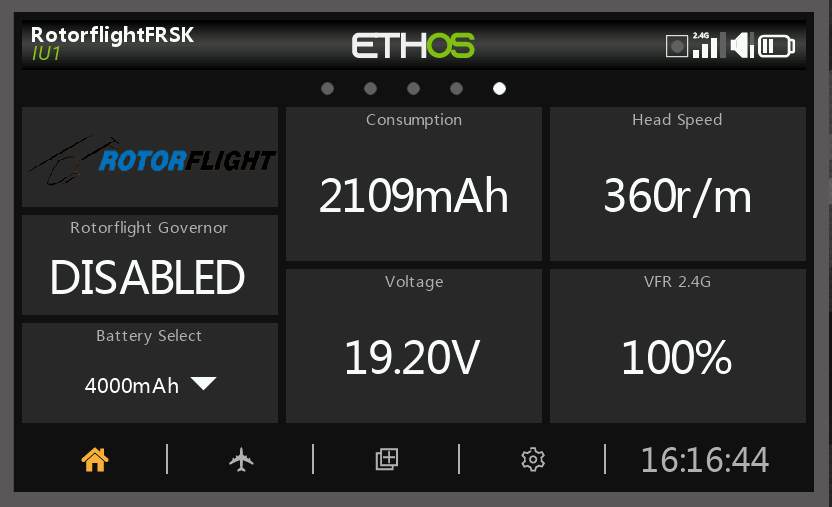 RotorflightFRSK
IU1
ETHOS
2.4G
ROTORFLIGHT
Rotorflight Governor
DISABLED
Battery Select
4000mAh
Consumption
2109mAh
Voltage
19.20V
Head Speed
360r/m
VFR 2.4G
100%
16:16:44